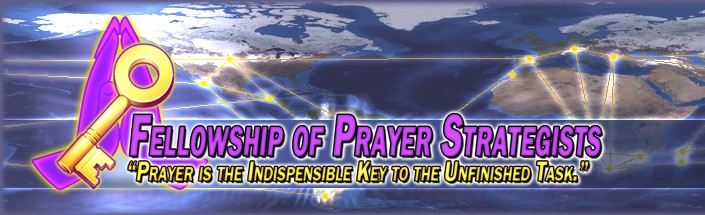 Fellowship of Prayer Strategists
“Prayer is the Indispensible Key to the Unfinished Task.”